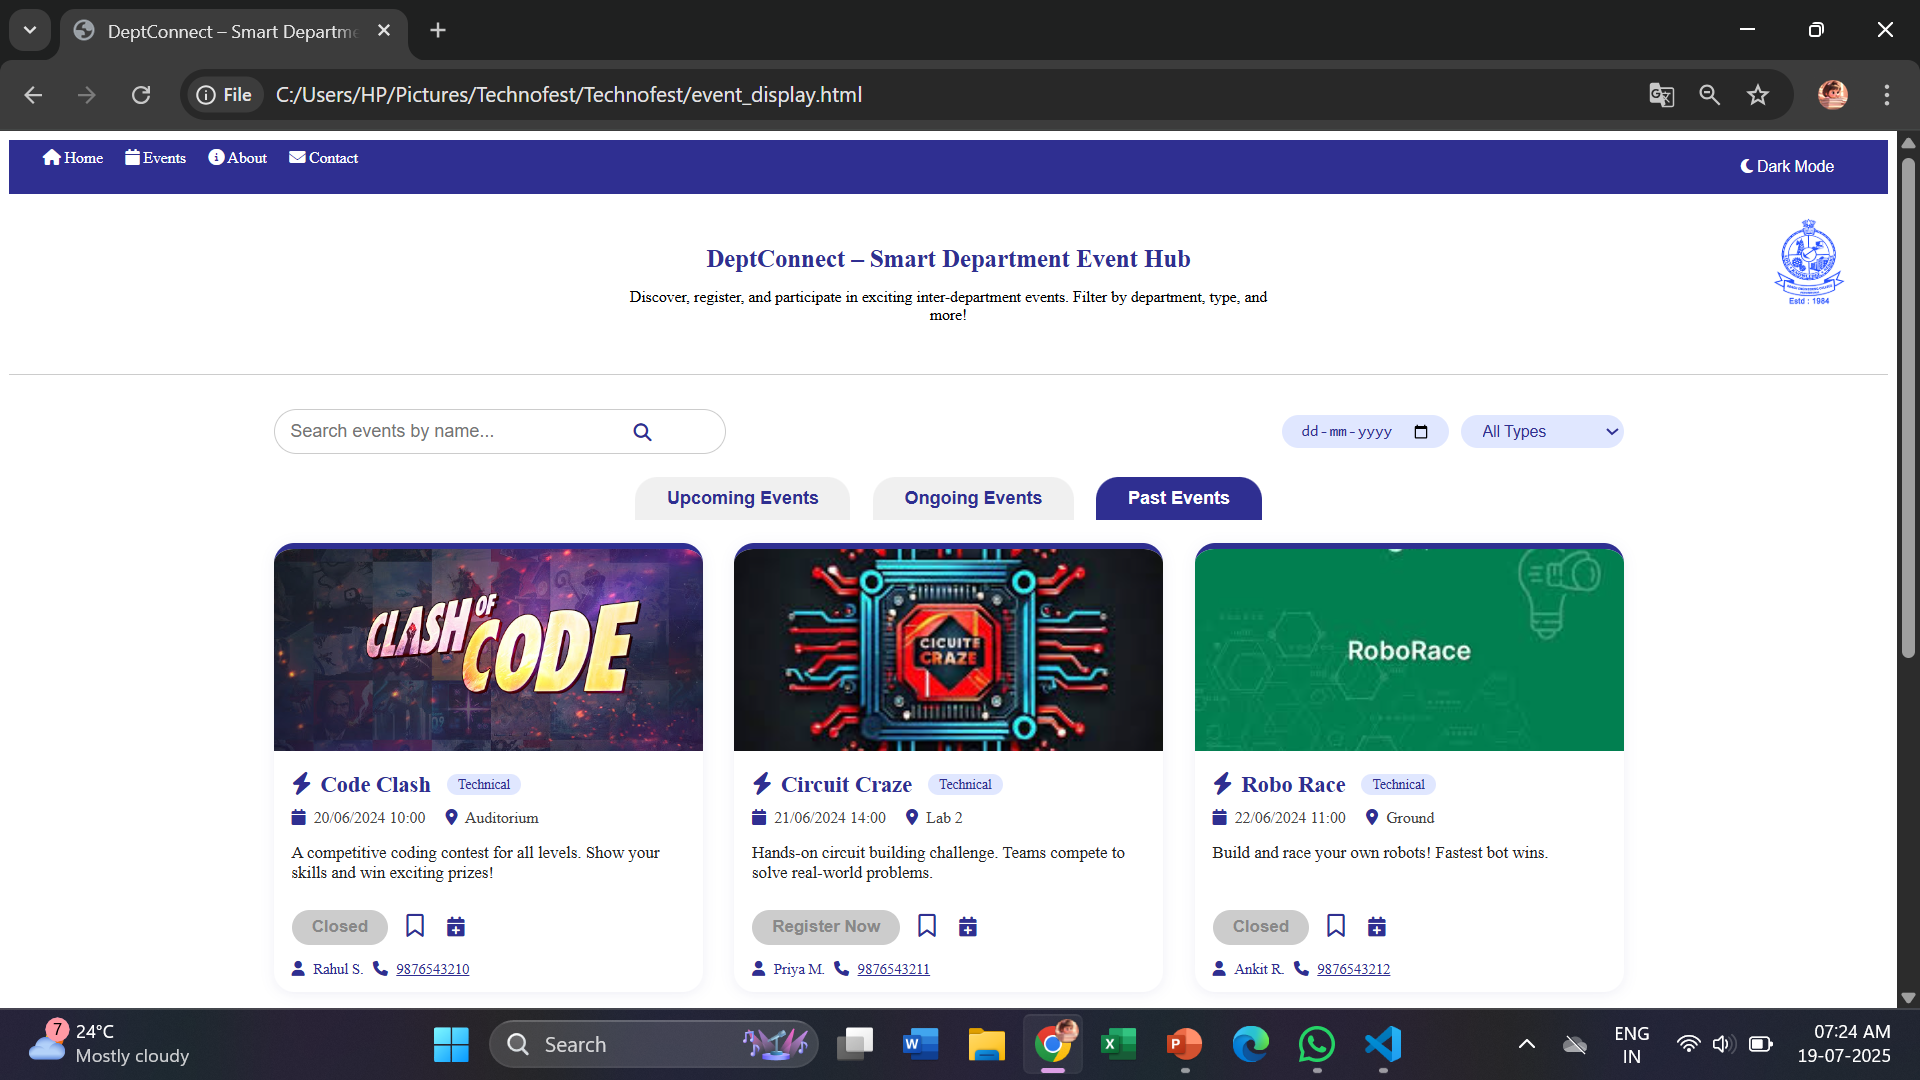 DeptConnect – Smart Departme
File
C:/Users/HP/Pictures/Technofest/Technofest/event_display.html
Home
Events
About
Contact
Dark Mode
DeptConnect – Smart Department Event Hub
Discover, register, and participate in exciting inter-department events. Filter by department, type, and
more!
Estd : 1984
Search events by name...
dd-mm-yyyy
All Types
Upcoming Events
Ongoing Events
Past Events
CLASH OF
CODE
CICUITE
CRAZE
RoboRace
Code Clash
Technical
20/06/2024 10:00
Auditorium
A competitive coding contest for all levels. Show your
skills and win exciting prizes!
Closed
Rahul S.
9876543210
Circuit Craze
Technical
21/06/2024 14:00
Lab 2
Hands-on circuit building challenge. Teams compete to
solve real-world problems.
Register Now
Priya M.
9876543211
Robo Race
Technical
22/06/2024 11:00
Ground
Build and race your own robots! Fastest bot wins.
Closed
Ankit R.
9876543212
7
24°C
Mostly cloudy
Search
ENG
IN
07:24 AM
19-07-2025